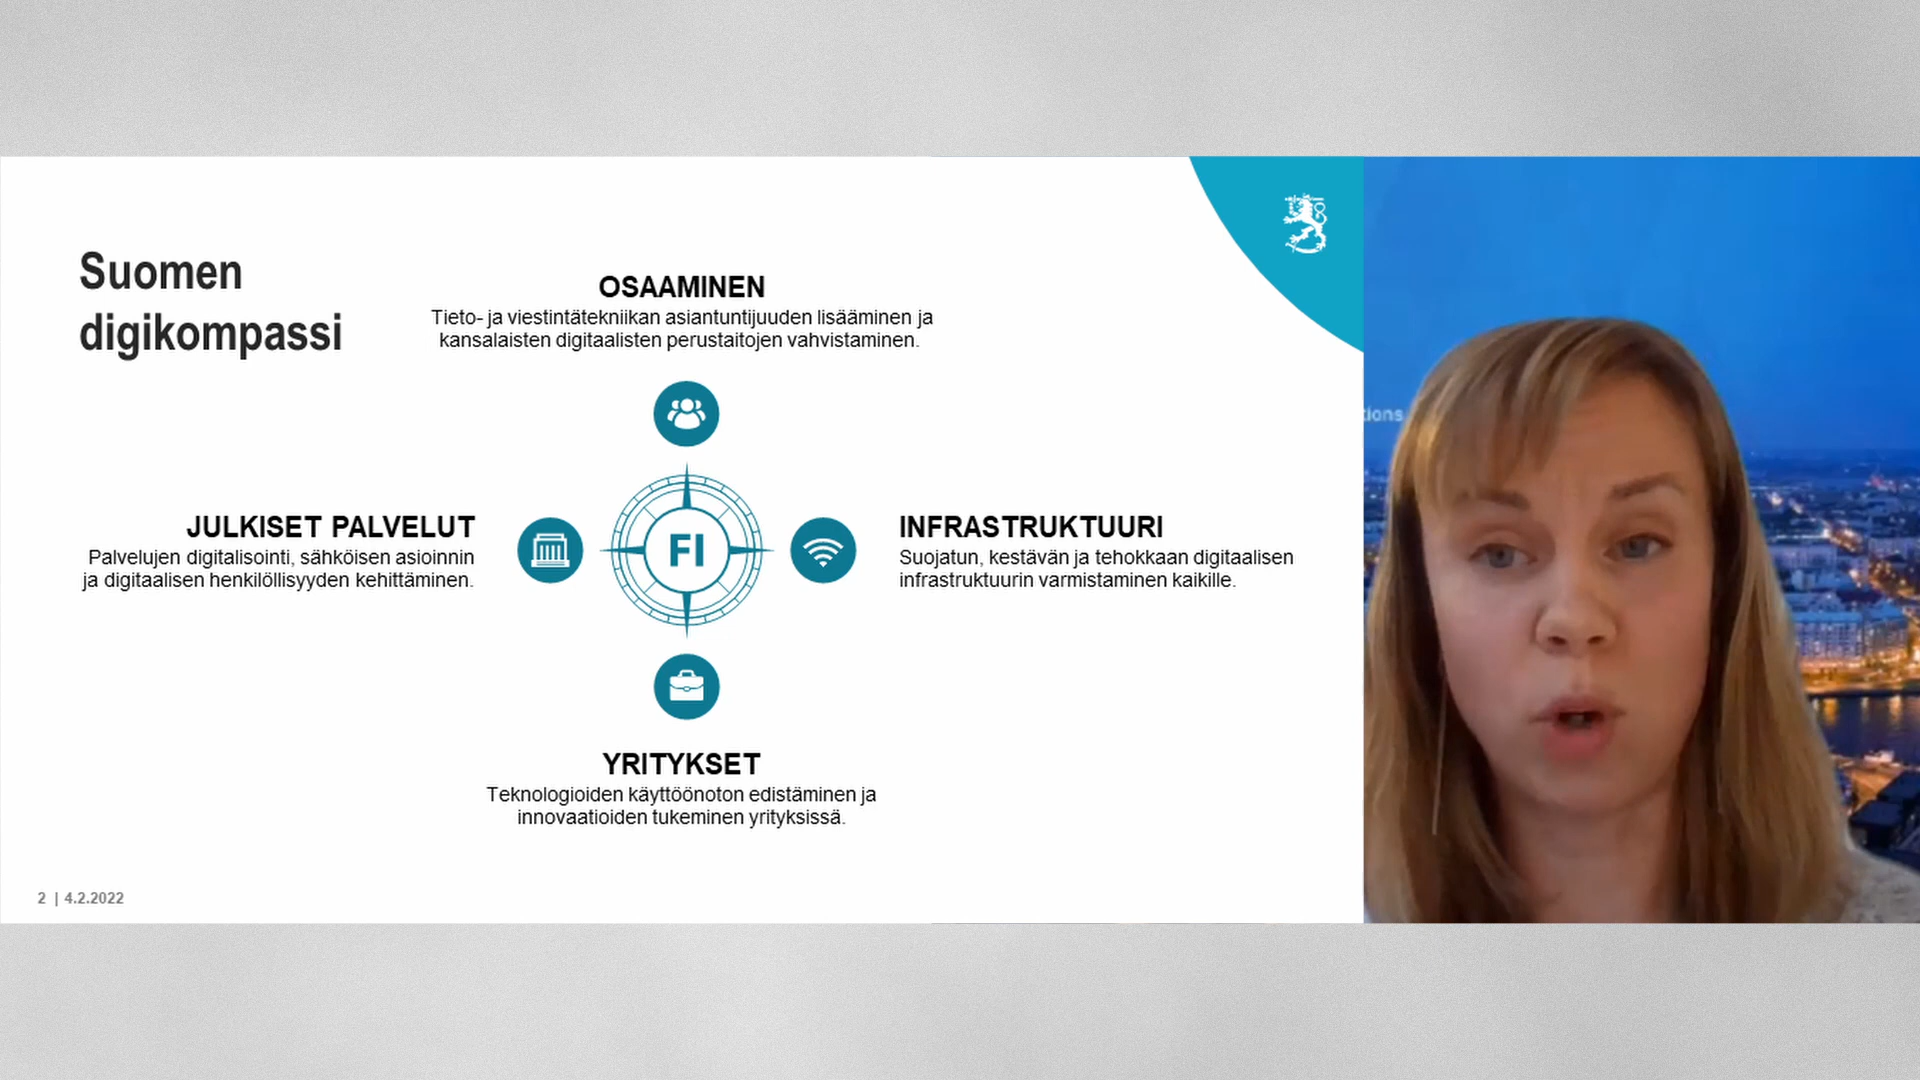 Suomen
digikompassi
OSAAMINEN
Tieto- ja viestintätekniikan asiantuntijuuden lisääminen ja
kansalaisten digitaalisten perustaitojen vahvistaminen.
JULKISET PALVELUT
Palvelujen digitalisointi, sähköisen asioinnin
ja digitaalisen henkilöllisyyden kehittäminen.
FI
INFRASTRUKTUURI
Suojatun, kestävän ja tehokkaan digitaalisen
infrastruktuurin varmistaminen kaikille.
YRITYKSET
Teknologioiden käyttöönoton edistäminen ja
innovaatioiden tukeminen yrityksissä.
2 | 4.2.2022